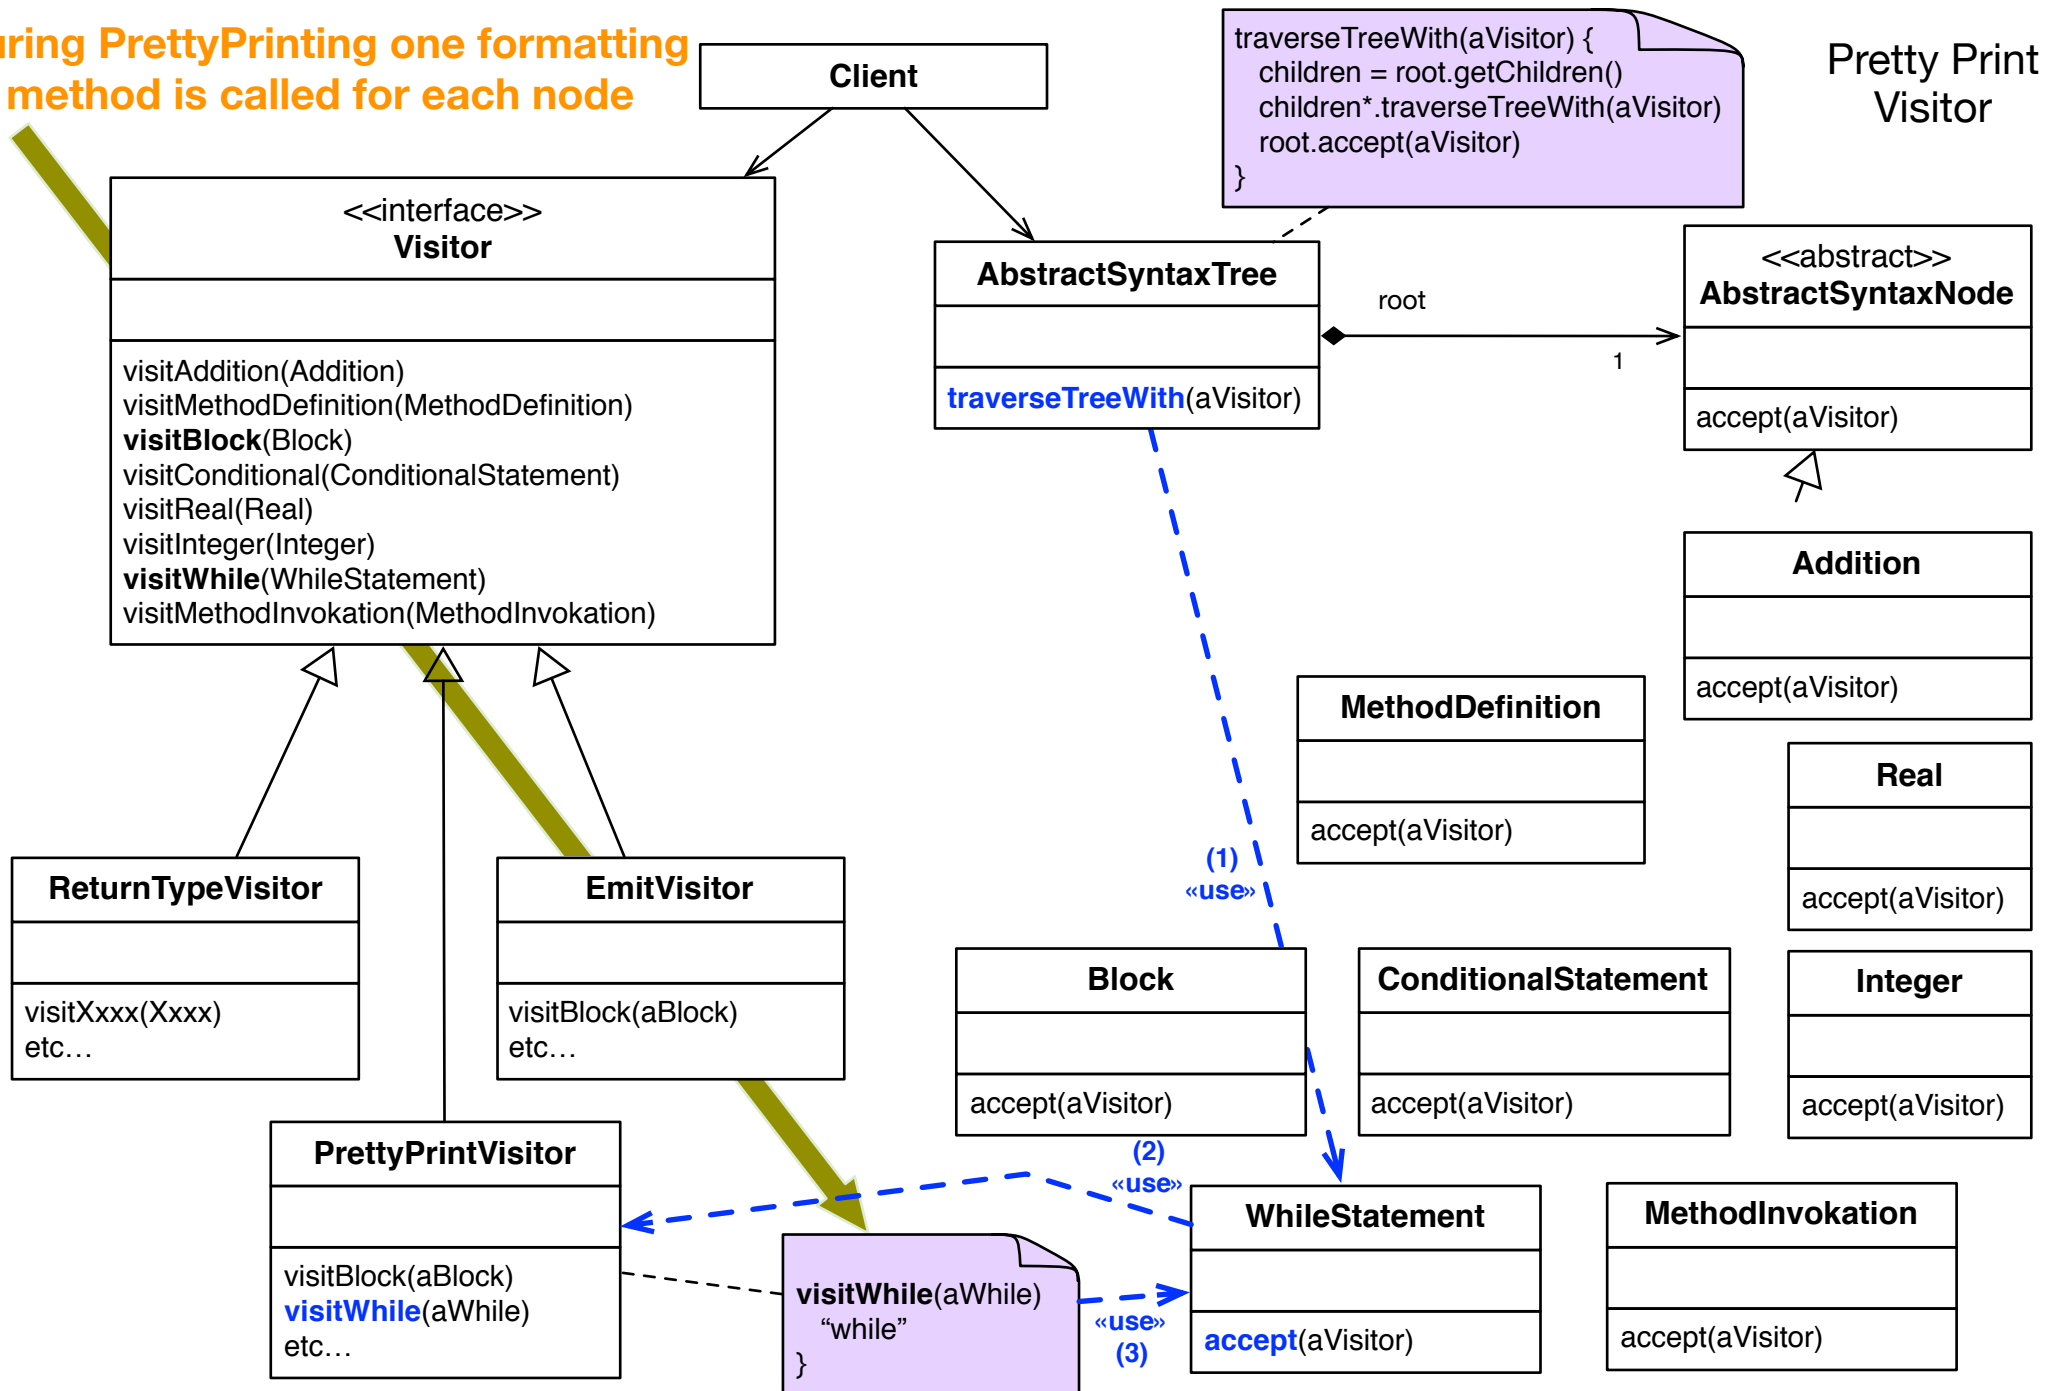 PrettyPrinting one formatting
method is called for each node
Client
traverseTreeWith(aVisitor) {
children = root.getChildren()
children*.traverseTreeWith(aVisitor)
root.accept(aVisitor)
}
Pretty Print
Visitor
<<interface>>
Visitor
visitAddition(Addition)
visitMethodDefinition(MethodDefinition)
visitBlock(Block)
visitConditional(ConditionalStatement)
visitReal(Real)
visitInteger(Integer)
visitWhile(WhileStatement)
visitMethodInvokation(MethodInvokation)
AbstractSyntaxTree
traverseTreeWith(aVisitor)
root
1
<<abstract>>
AbstractSyntaxNode
accept(aVisitor)
Addition
accept(aVisitor)
MethodDefinition
accept(aVisitor)
Real
accept(aVisitor)
(1)
«use»
ReturnTypeVisitor
visitXxxx(Xxxx)
etc…
EmitVisitor
visitBlock(aBlock)
etc…
Block
accept(aVisitor)
ConditionalStatement
accept(aVisitor)
Integer
accept(aVisitor)
PrettyPrintVisitor
visitBlock(aBlock)
visitWhile(aWhile)
etc…
(2)
«use»
visitWhile(aWhile)
“while”
}
«use»
(3)
WhileStatement
accept(aVisitor)
MethodInvokation
accept(aVisitor)